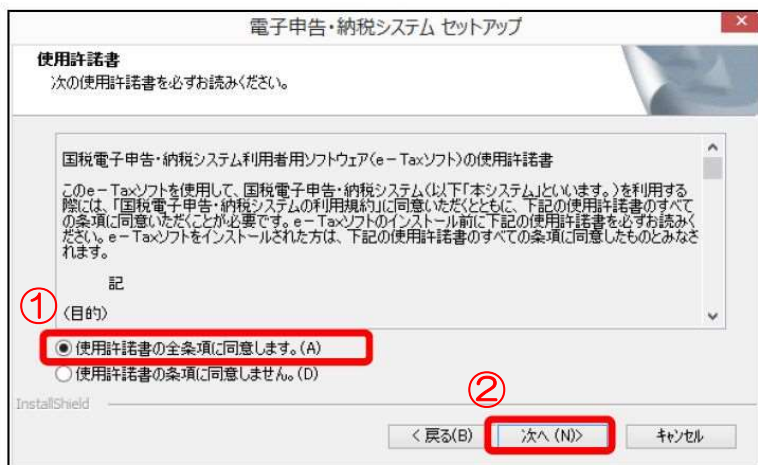 電子申告・納税システム セットアップ
使用許諾書
次の使用許諾書を必ずお読みください。
国税電子申告・納税システム利用者用ソフトウェア(e－Taxソフト)の使用許諾書
このe－Taxソフトを使用して、国税電子申告・納税システム(以下「本システム」といいます。)を利用する
際には、「国税電子申告・納税システムの利用規約」に同意いただくとともに、下記の使用許諾書のすべて
の条項に同意いただくことが必要です。e－Taxソフトのインストール前に下記の使用許諾書を必ずお読みく
ださい。e－Taxソフトをインストールされた方は、下記の使用許諾書のすべての条項に同意したものとみなさ
れます。
記
①
〈目的〉
使用許諾書の全条項に同意します。(A)
使用許諾書の条項に同意しません。(D)
②
InstallShield
< 戻る(B)
次へ (N)>
キャンセル